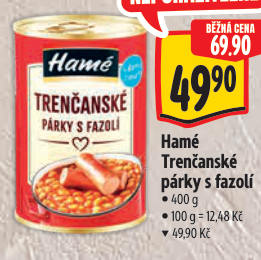 BĚŽNÁ CENA
69.90
49 90
Hamé
TRENČANSKÉ
PÁRKY S FAZOLÍ
Hamé
Trenčanské
párky s fazolí
• 400 g
• 100 g = 12,48 Kč
▼ 49,90 Kč